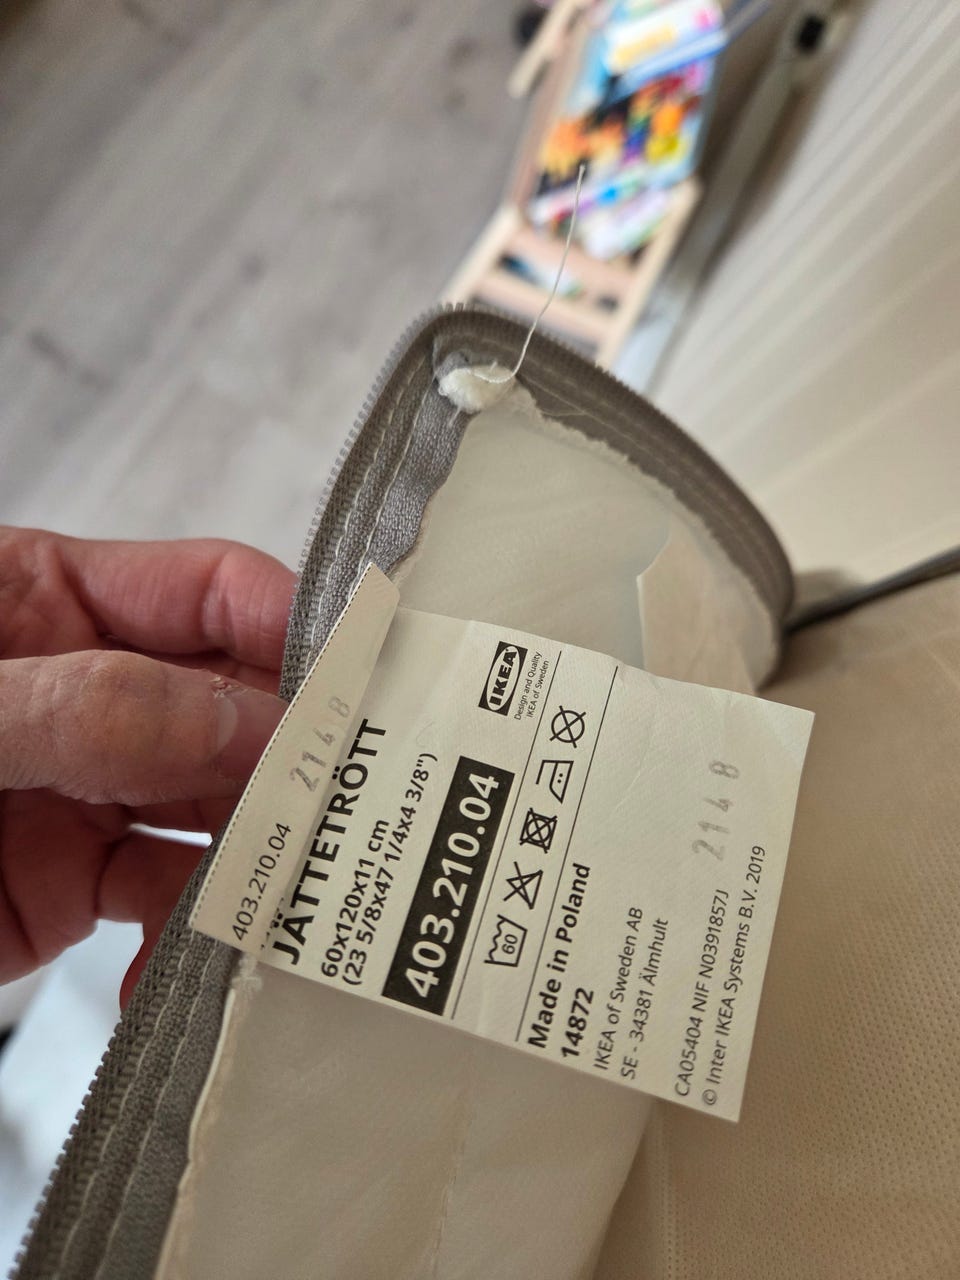 403.210.04
2148
JÄTTETRÖTT
60x120x11 cm
(23 5/8x47 1/4x4 3/8")
403.210.04
IKEA
Design and Quality
IKEA of Sweden
60
Made in Poland
14872
IKEA of Sweden AB
SE - 34381 Älmhult
2148
CA05404 NIF N0391857J
© Inter IKEA Systems B.V. 2019